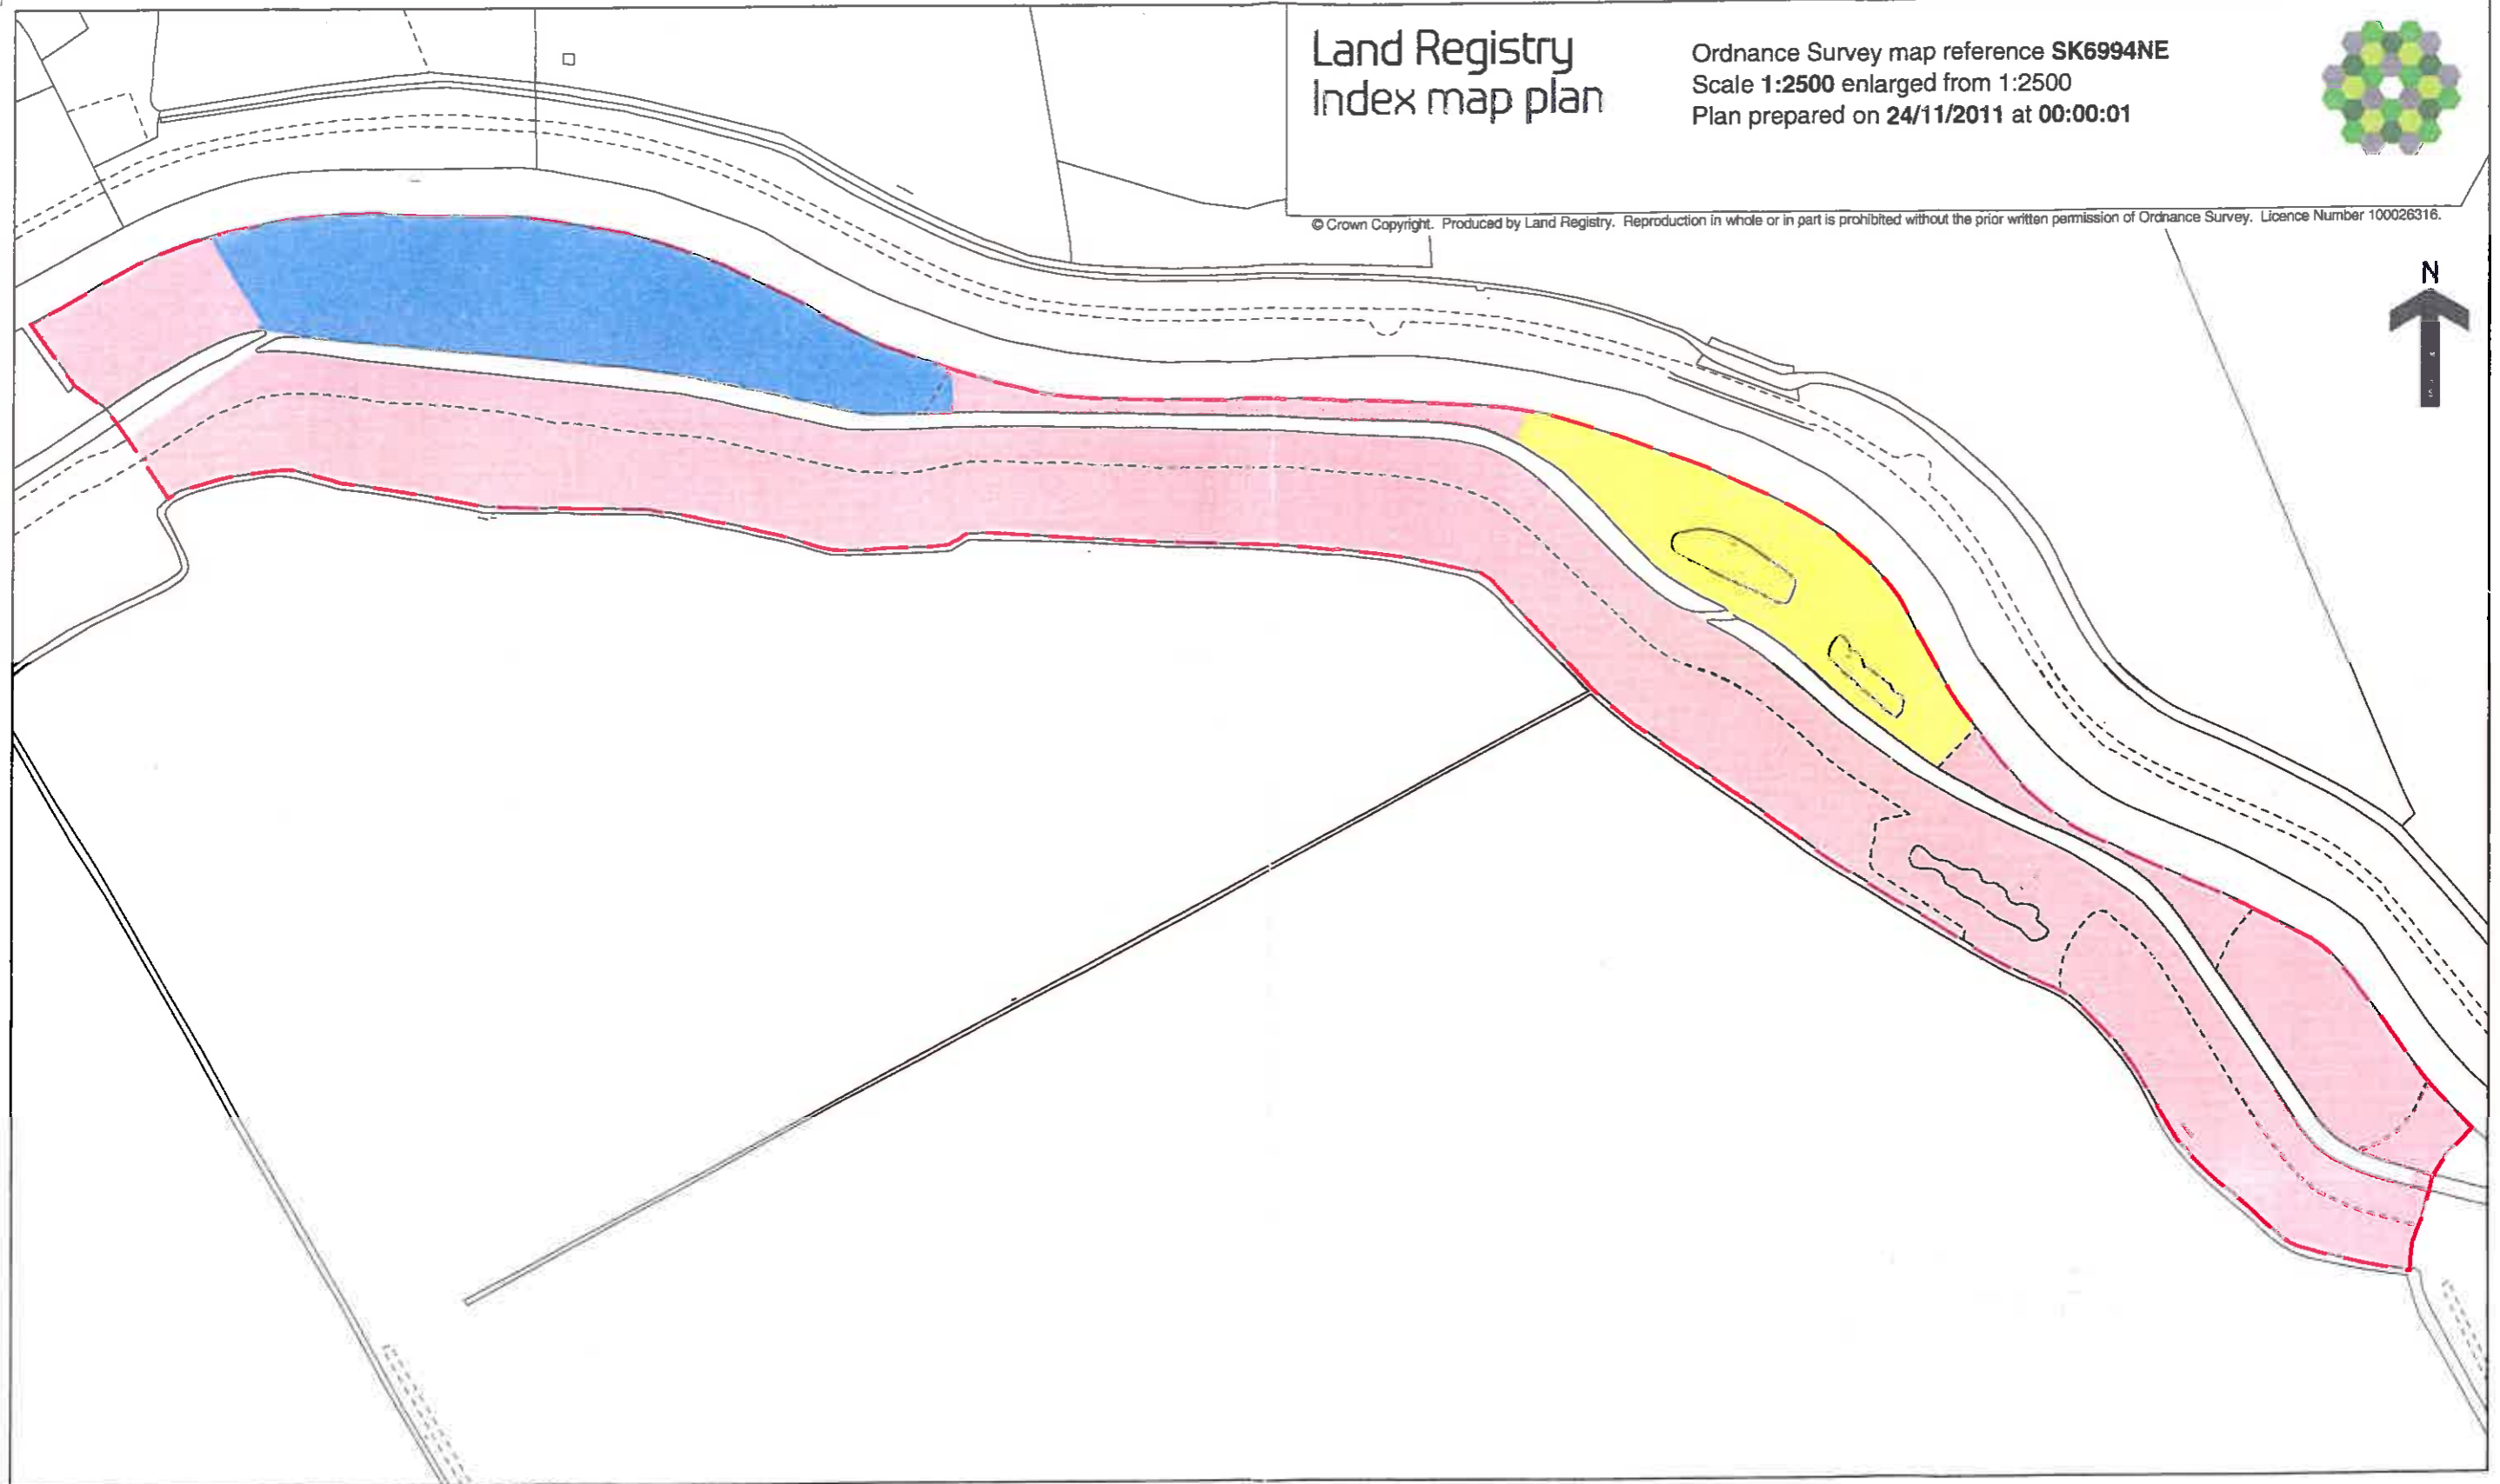 Land Registry
Index map plan
Ordnance Survey map reference SK6994NE
Scale 1:2500 enlarged from 1:2500
Plan prepared on 24/11/2011 at 00:00:01
© Crown Copyright. Produced by Land Registry. Reproduction in whole or in part is prohibited without the prior written permission of Ordnance Survey. Licence Number 100026316.
N